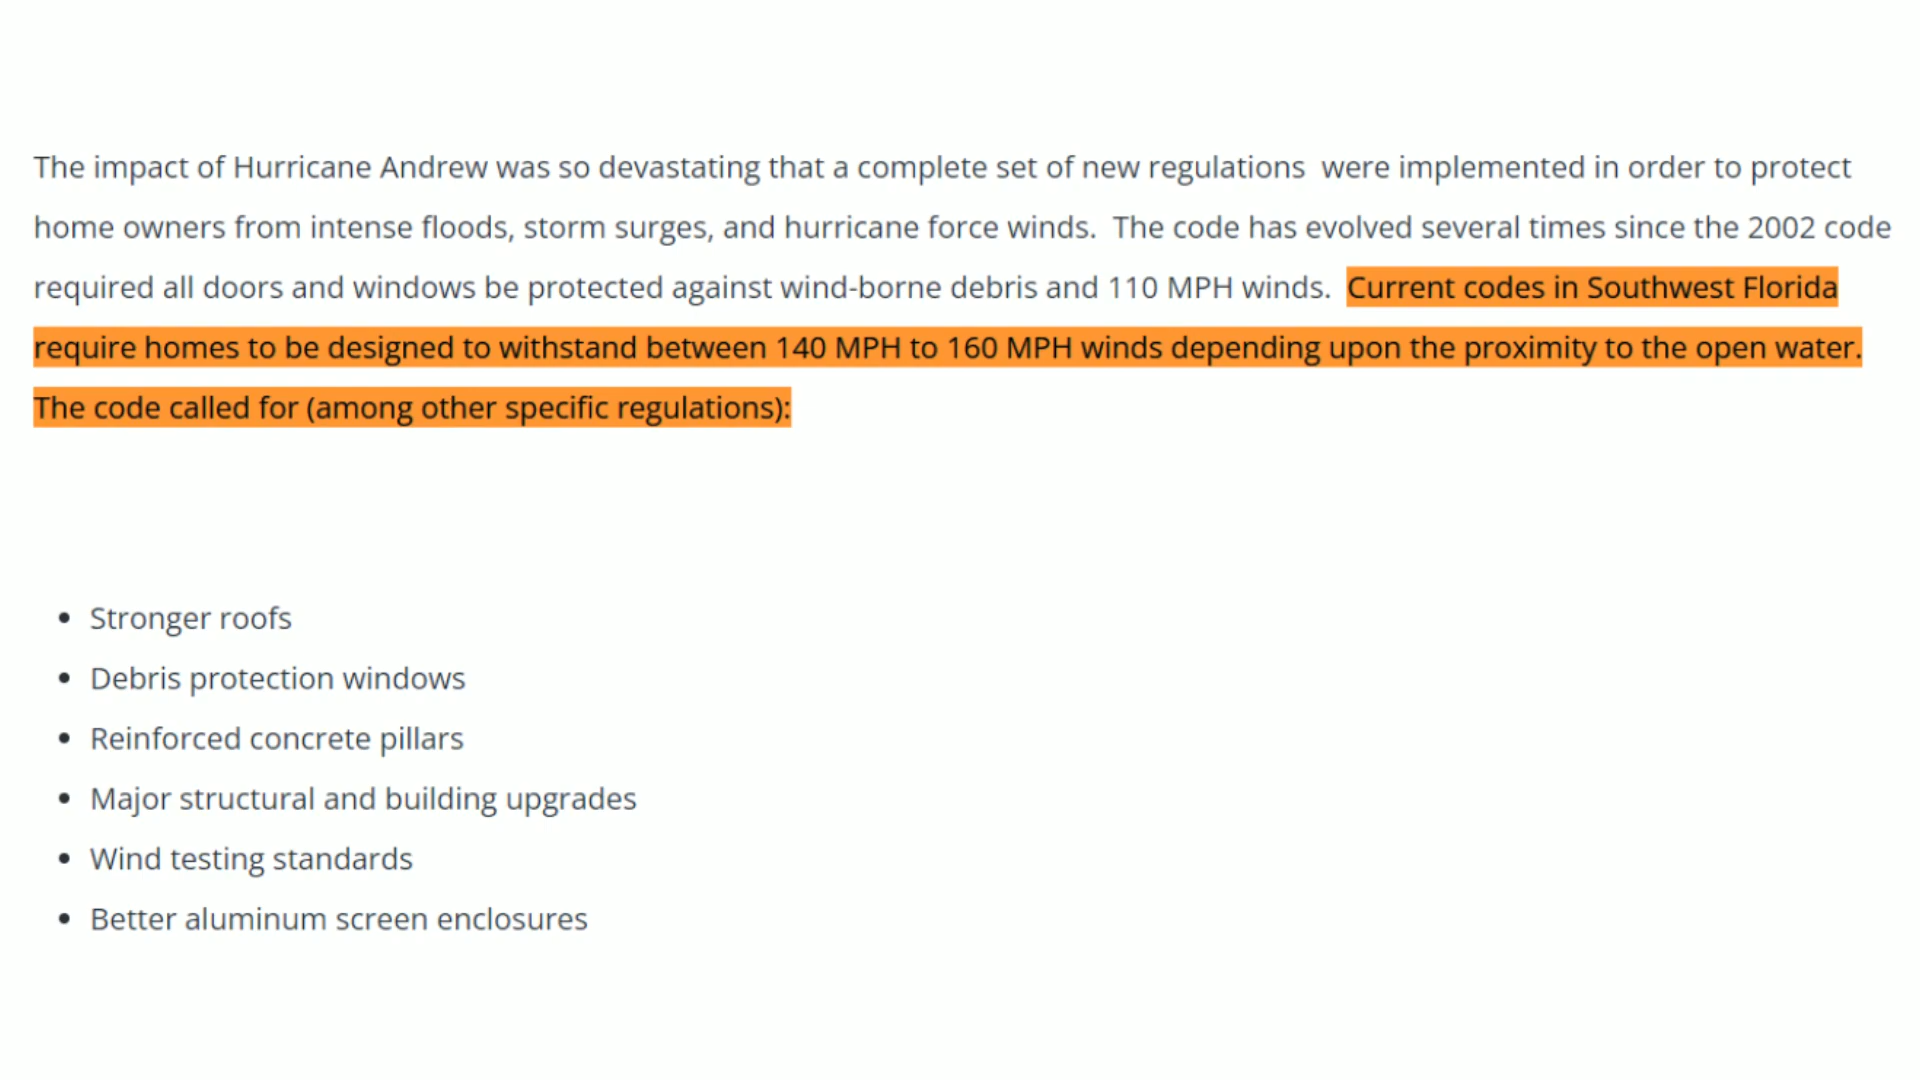 The impact of Hurricane Andrew was so devastating that a complete set of new regulations  were implemented in order to protect
home owners from intense floods, storm surges, and hurricane force winds.  The code has evolved several times since the 2002 code
required all doors and windows be protected against wind-borne debris and 110 MPH winds.  Current codes in Southwest Florida
require homes to be designed to withstand between 140 MPH to 160 MPH winds depending upon the proximity to the open water.
The code called for (among other specific regulations):
• Stronger roofs
• Debris protection windows
• Reinforced concrete pillars
• Major structural and building upgrades
• Wind testing standards
• Better aluminum screen enclosures